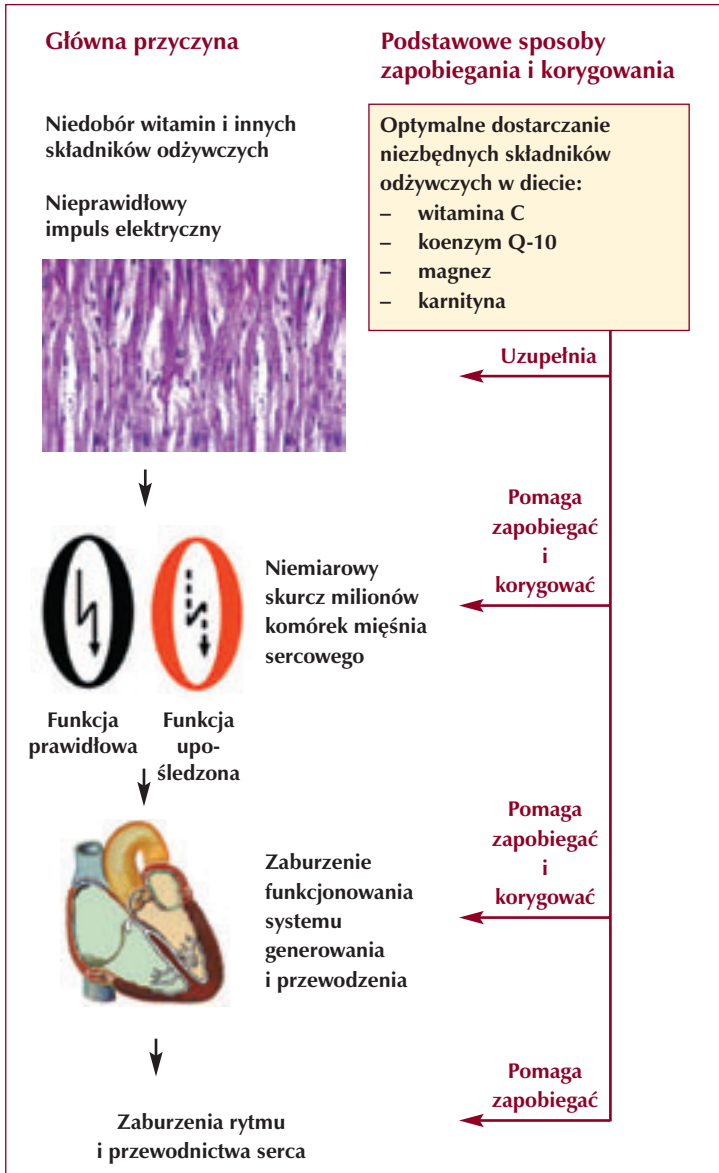 Główna przyczyna
Podstawowe sposoby
zapobiegania i korygowania
Niedobór witamin i innych
składników odżywczych
Nieprawidłowy
impuls elektryczny
Optymalne dostarczanie
niezbędnych składników
odżywczych w diecie:
– witamina C
– koenzym Q-10
– magnez
– karnityna
Uzupełnia
Pomaga
zapobiegać
i
korygować
Niemiarowy
skurcz milionów
komórek mięśnia
sercowego
Funkcja
prawidłowa
Funkcja
upo-
śledzona
Pomaga
zapobiegać
i
korygować
Zaburzenie
funkcjonowania
systemu
generowania
i przewodzenia
Pomaga
zapobiegać
Zaburzenia rytmu
i przewodnictwa serca